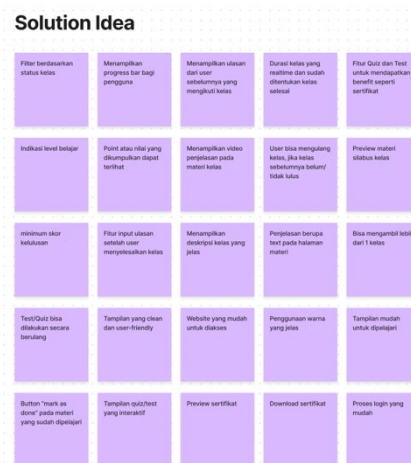 Solution Idea
Filter berdasarkan
status kelas
Menampilkan
progress bar bagi
pengguna
Menampilkan ulasan
dari user
sebelumnya yang
mengikuti kelas
Durasi kelas yang
realtime dan sudah
ditentukan kelas
selesai
Fitur Quiz dan Test
untuk mendapatkan
benefit seperti
sertifikat
Indikasi level belajar
Point atau nilai yang
dikumpulkan dapat
terlihat
Menampilkan video
penjelasan pada
materi kelas
User bisa mengulang
kelas, jika kelas
sebelumnya belum/
tidak lulus
Preview materi
silabus kelas
minimum skor
kelulusan
Fitur input ulasan
setelah user
menyelesaikan kelas
Menampilkan
deskripsi kelas yang
jelas
Penjelasan berupa
text pada halaman
materi
Bisa mengambil lebih
dari 1 kelas
Test/Quiz bisa
dilakukan secara
berulang
Tampilan yang clean
dan user-friendly
Website yang mudah
untuk diakses
Penggunaan warna
yang jelas
Tampilan mudah
untuk dipelajari
Button "mark as
done" pada materi
yang sudah dipelajari
Tampilan quiz/test
yang interaktif
Preview sertifikat
Download sertifikat
Proses login yang
mudah